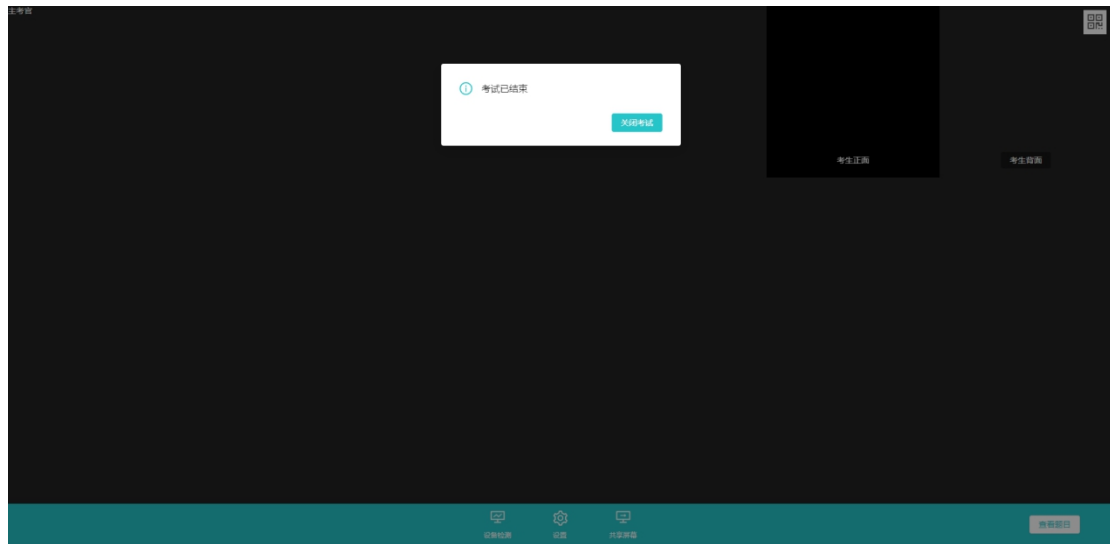 主考官
考试已结束
关闭考试
考生正面
考生背面
设备检测
设置
共享屏幕
查看题目